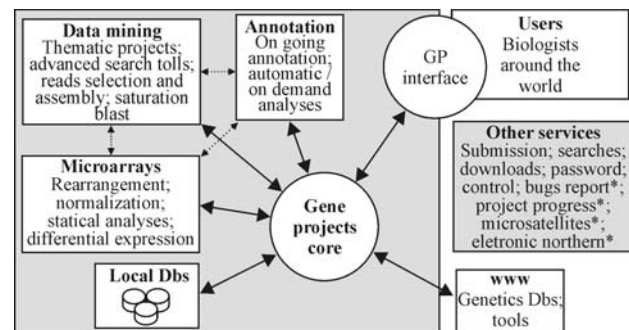 Data mining
Thematic projects;
advanced search tolls;
reads selection and
assembly; saturation
blast
Annotation
On going
annotation;
automatic /
on demand
analyses
GP
interface
Users
Biologists
around the
world
Other services
Submission; searches;
downloads; password;
control; bugs report*;
project progress*;
microsatellites*;
eletronic northern*
Microarrays
Rearrangement;
normalization;
statical analyses;
differential expression
Gene
projects
core
Local Dbs
www
Genetics Dbs;
tools